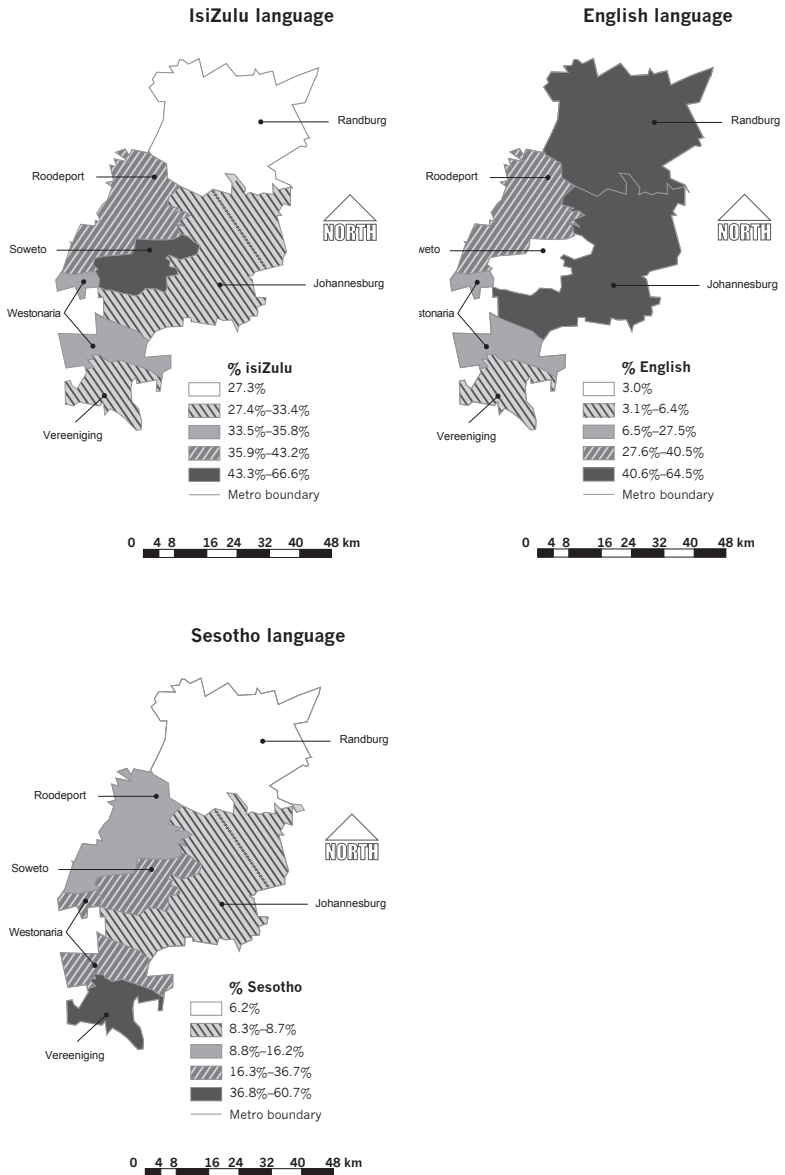 IsiZulu language
Randburg
Roodeport
NORTH
Soweto
Johannesburg
Westonaria
% isiZulu
27.3%
27.4%–33.4%
33.5%–35.8%
35.9%–43.2%
43.3%–66.6%
Metro boundary
Vereeniging
0 4 8 16 24 32 40 48 km
English language
Randburg
Roodeport
NORTH
weto
Johannesburg
stonaria
% English
3.0%
3.1%–6.4%
6.5%–27.5%
27.6%–40.5%
40.6%–64.5%
Metro boundary
Vereeniging
0 4 8 16 24 32 40 48 km
Sesotho language
Randburg
Roodeport
NORTH
Soweto
Johannesburg
Westonaria
% Sesotho
6.2%
8.3%–8.7%
8.8%–16.2%
16.3%–36.7%
36.8%–60.7%
Metro boundary
Vereeniging
0 4 8 16 24 32 40 48 km